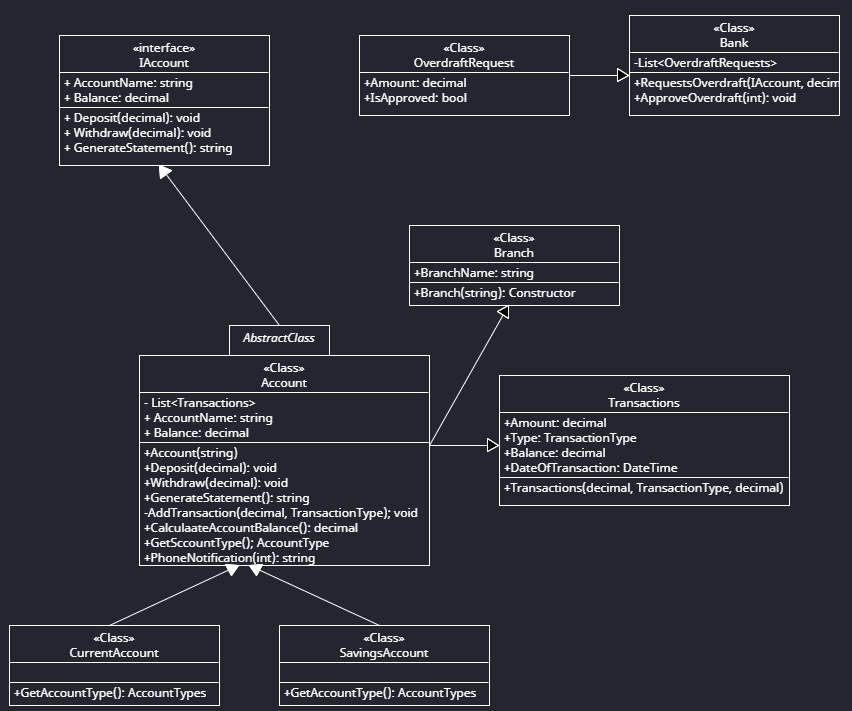 «interface»
IAccount
+ AccountName: string
+ Balance: decimal
+ Deposit(decimal): void
+ Withdraw(decimal): void
+ GenerateStatement(): string
«Class»
OverdraftRequest
+Amount: decimal
+IsApproved: bool
«Class»
Bank
-List<OverdraftRequests>
+RequestsOverdraft(IAccount, decim
+ApproveOverdraft(int): void
«Class»
Branch
+BranchName: string
+Branch(string): Constructor
AbstractClass
«Class»
Account
- List<Transactions>
+ AccountName: string
+ Balance: decimal
+Account(string)
+Deposit(decimal): void
+Withdraw(decimal): void
+GenerateStatement(): string
-AddTransaction(decimal, TransactionType); void
+CalculaateAccountBalance(): decimal
+GetSccountType(); AccountType
+PhoneNotification(int): string
«Class»
Transactions
+Amount: decimal
+Type: TransactionType
+Balance: decimal
+DateOfTransaction: DateTime
+Transactions(decimal, TransactionType, decimal)
«Class»
CurrentAccount
+GetAccountType(): AccountTypes
«Class»
SavingsAccount
+GetAccountType(): AccountTypes